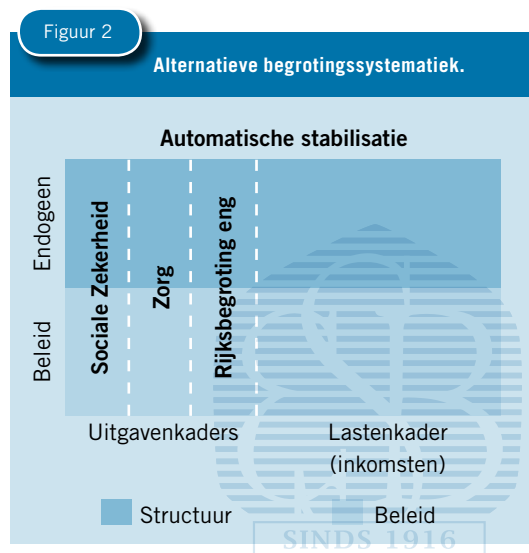 Figuur 2
Alternatieve begrotingssystematiek.
Automatische stabilisatie
Endogeen
Beleid
Sociale Zekerheid
Zorg
Rijksbegroting eng
Uitgavenkaders
Lastenkader
(inkomsten)
Structuur
Beleid
SINDS 1916